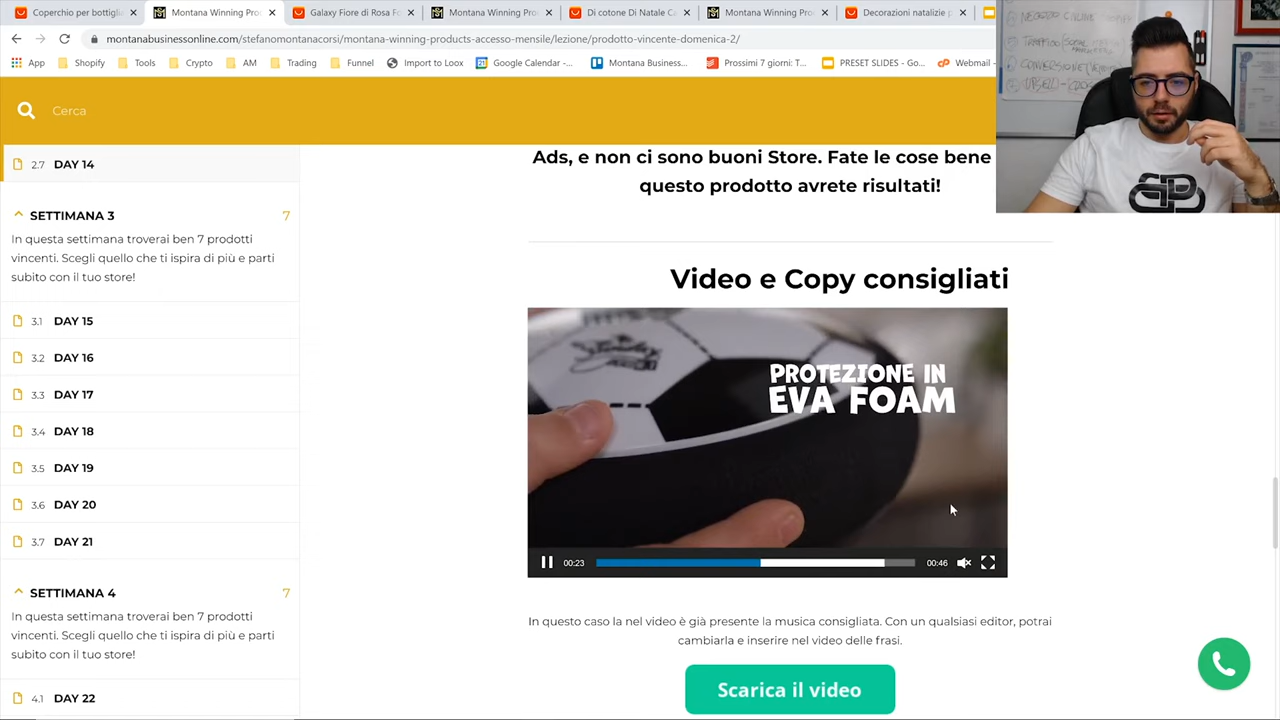 Coperchio per bottigli
Montana Winning Pro
Galaxy Fiore di Rosa Fo
Montana Winning Pro
Di cotone Di Natale Ca
Montana Winning Pro
Decorazioni natalizie p
montanabusinessonline.com/stefanomontanacorsi/montana-winning-products-accesso-mensile/lezione/prodotto-vincente-domenica-2/
App
Shopify
Tools
Crypto
AM
Trading
Funnel
Import to Loox
Google Calendar -...
Montana Business...
Prossimi 7 giorni: T...
PRESET SLIDES - Go...
Webmail -
Cerca
2.7 DAY 14
SETTIMANA 3 7
In questa settimana troverai ben 7 prodotti
vincenti. Scegli quello che ti ispira di più e parti
subito con il tuo store!
3.1 DAY 15
3.2 DAY 16
3.3 DAY 17
3.4 DAY 18
3.5 DAY 19
3.6 DAY 20
3.7 DAY 21
SETTIMANA 4 7
In questa settimana troverai ben 7 prodotti
vincenti. Scegli quello che ti ispira di più e parti
subito con il tuo store!
4.1 DAY 22
Ads, e non ci sono buoni Store. Fate le cose bene
questo prodotto avrete risultati!
Video e Copy consigliati
PROTEZIONE IN
EVA FOAM
00:23
00:46
In questo caso la nel video è già presente la musica consigliata. Con un qualsiasi editor, potrai
cambiarla e inserire nel video delle frasi.
Scarica il video